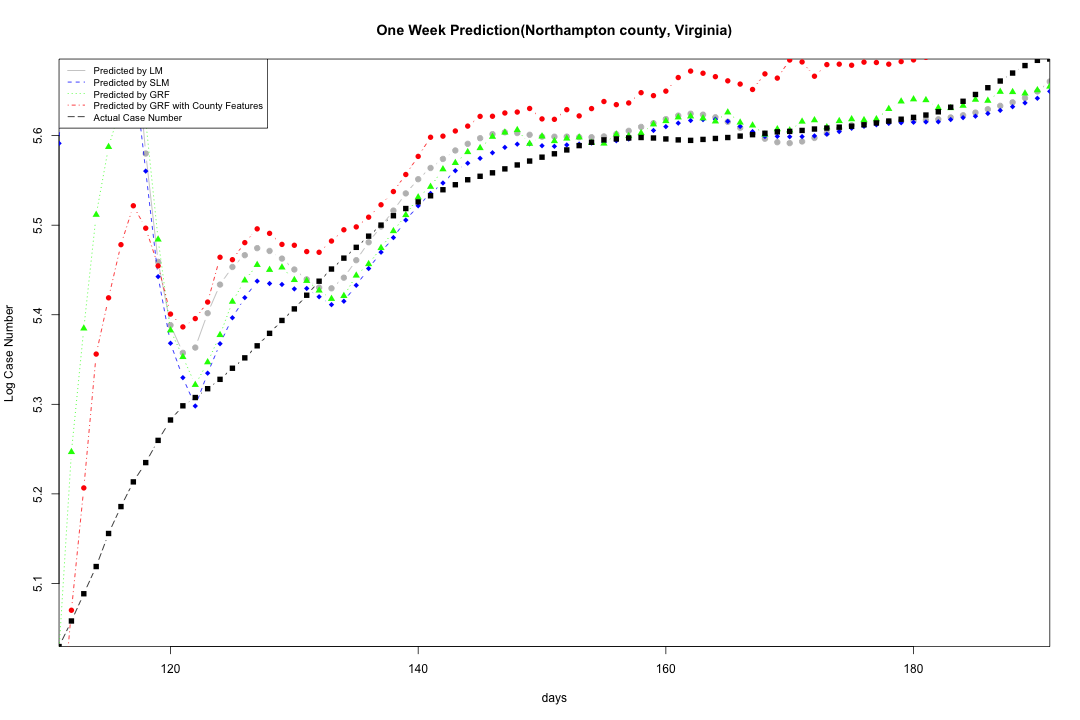 One Week Prediction(Northampton county, Virginia)
Predicted by LM
Predicted by SLM
Predicted by GRF
Predicted by GRF with County Features
Actual Case Number
Log Case Number
5.6
5.5
5.4
5.3
5.2
5.1
120 140 160 180
days